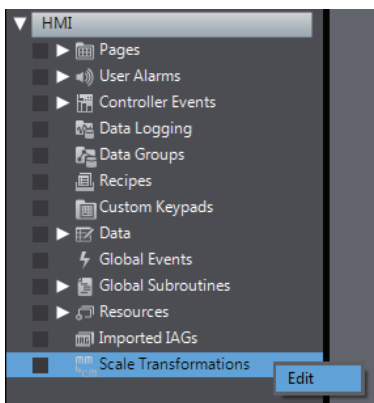 HMI
Pages
User Alarms
Controller Events
Data Logging
Data Groups
Recipes
Custom Keypads
Data
Global Events
Global Subroutines
Resources
Imported IAGs
Scale Transformations
Edit